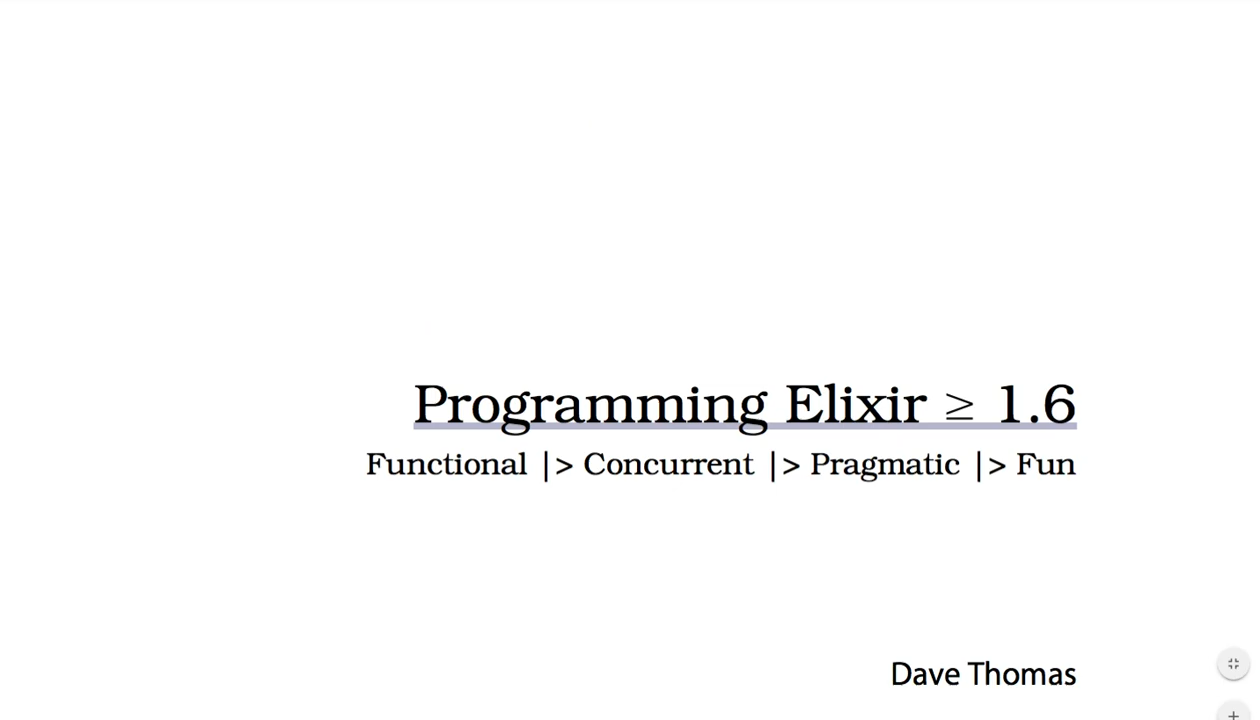 Programming Elixir ≥ 1.6
Functional |> Concurrent |> Pragmatic |> Fun
Dave Thomas